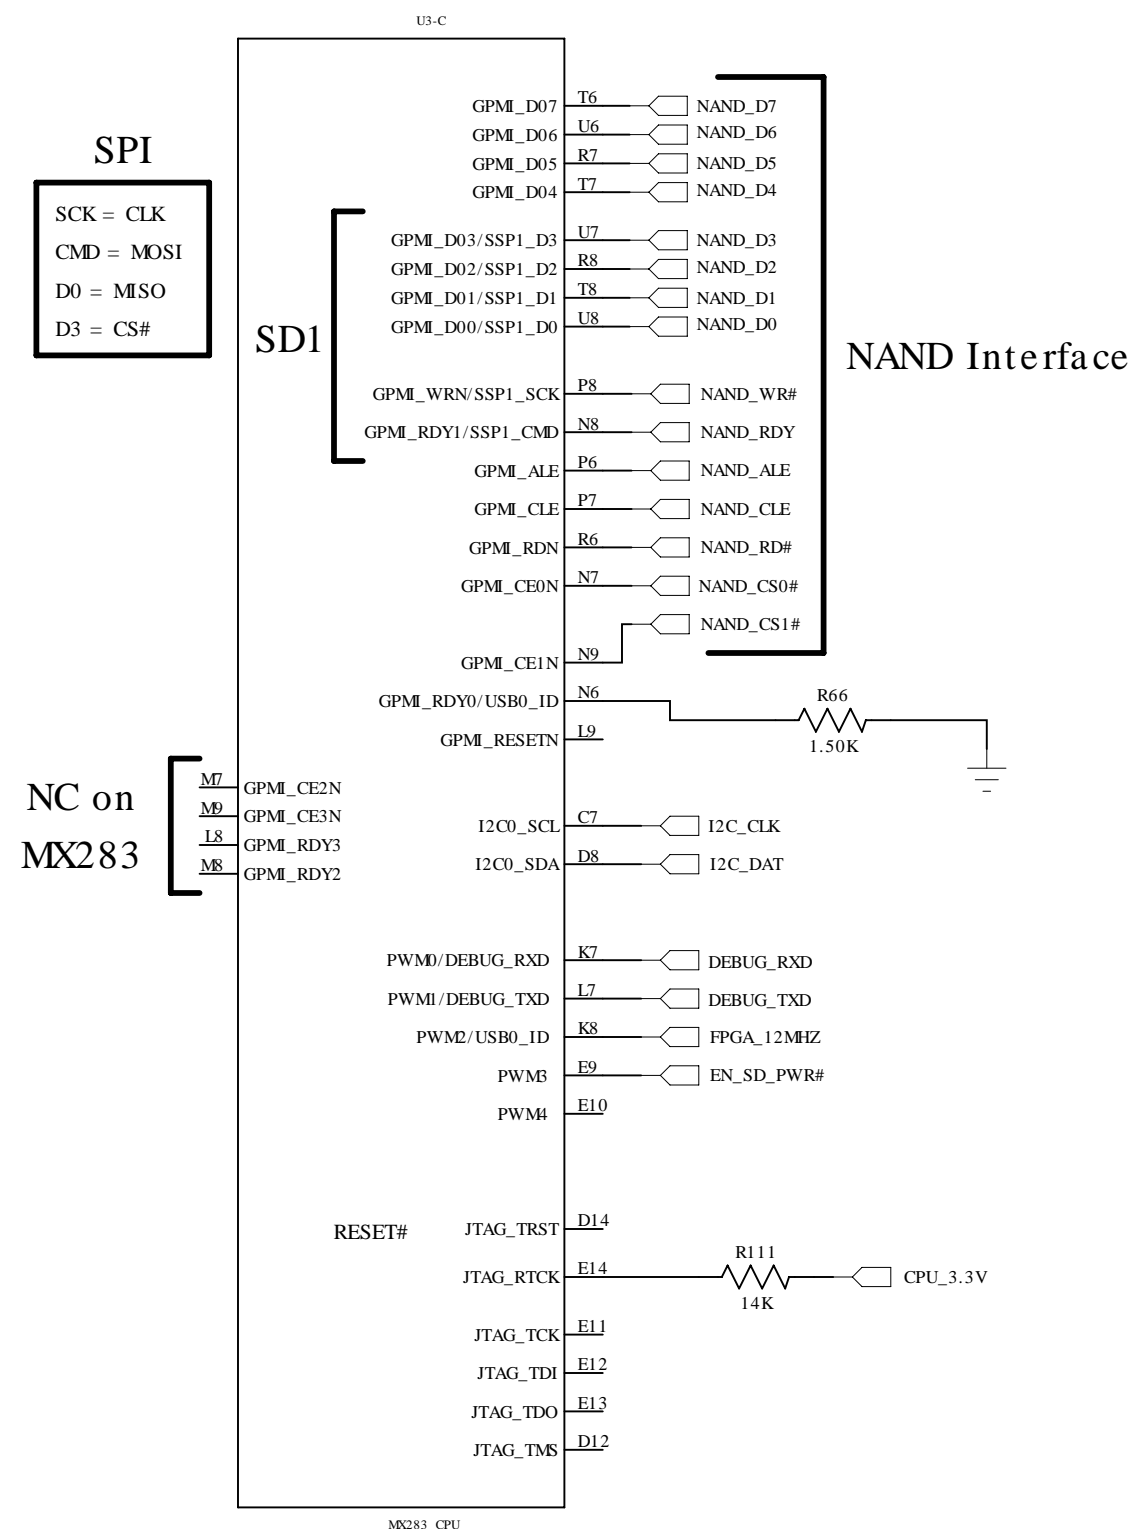 U3-C
GPMI_D07 T6 NAND_D7
GPMI_D06 U6 NAND_D6
GPMI_D05 R7 NAND_D5
GPMI_D04 T7 NAND_D4
SPI
SCK = CLK
CMD = MOSI
D0 = MISO
D3 = CS#
SD1
GPMI_D03/SSP1_D3 U7 NAND_D3
GPMI_D02/SSP1_D2 R8 NAND_D2
GPMI_D01/SSP1_D1 T8 NAND_D1
GPMI_D00/SSP1_D0 U8 NAND_D0
NAND Interface
GPMI_WRN/SSP1_SCK P8 NAND_WR#
GPMI_RDY1/SSP1_CMD N8 NAND_RDY
GPMI_ALE P6 NAND_ALE
GPMI_CLE P7 NAND_CLE
GPMI_RDN R6 NAND_RD#
GPMI_CE0N N7 NAND_CS0#
NAND_CS1#
GPMI_CE1N N9
GPMI_RDY0/USB0_ID N6
R66
1.50K
GPMI_RESETN L9
NC on
MX283
M7 GPMI_CE2N
M9 GPMI_CE3N
L8 GPMI_RDY3
M8 GPMI_RDY2
I2C0_SCL C7 I2C_CLK
I2C0_SDA D8 I2C_DAT
PWM0/DEBUG_RXD K7 DEBUG_RXD
PWM1/DEBUG_TXD L7 DEBUG_TXD
PWM2/USB0_ID K8 FPGA_12MHZ
PWM3 E9 EN_SD_PWR#
PWM4 E10
RESET# JTAG_TRST D14
R111
JTAG_RTCK E14 CPU_3.3V
14K
JTAG_TCK E11
JTAG_TDI E12
JTAG_TDO E13
JTAG_TMS D12
MX283 CPU